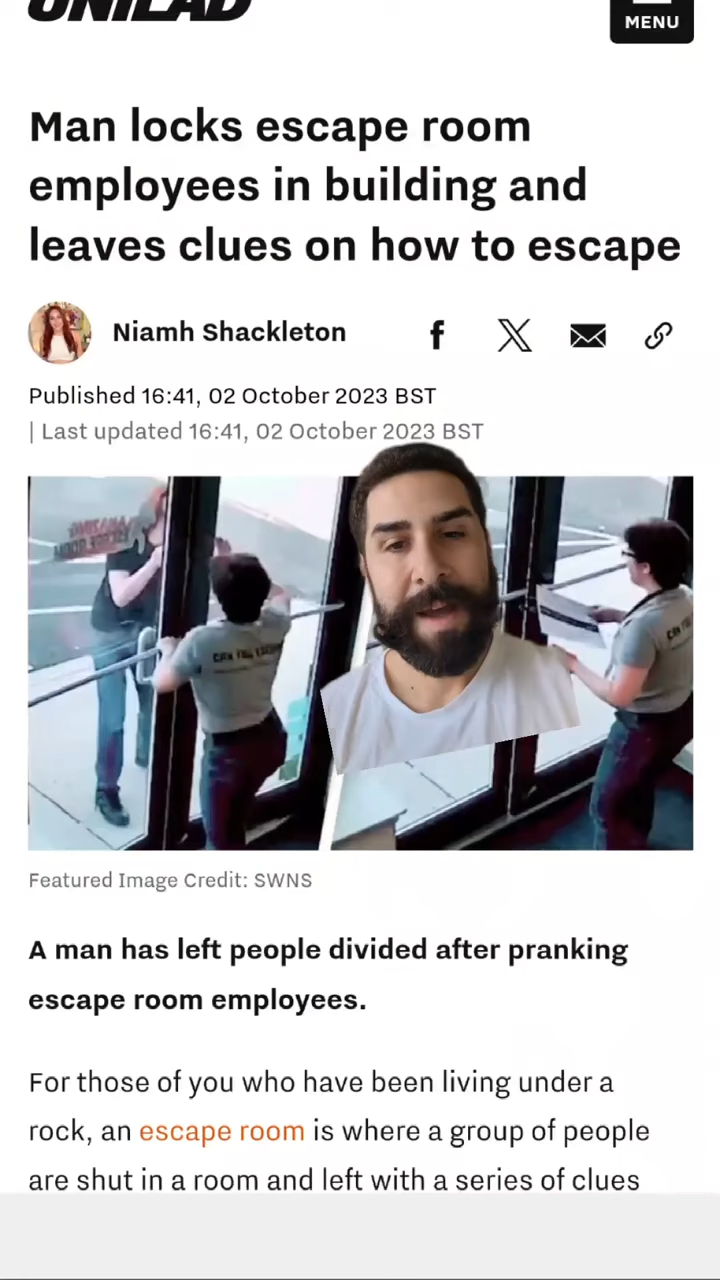 UNILAD
MENU
Man locks escape room
employees in building and
leaves clues on how to escape
Niamh Shackleton
Published 16:41, 02 October 2023 BST
| Last updated 16:41, 02 October 2023 BST
Featured Image Credit: SWNS
A man has left people divided after pranking
escape room employees.
For those of you who have been living under a
rock, an escape room is where a group of people
are shut in a room and left with a series of clues